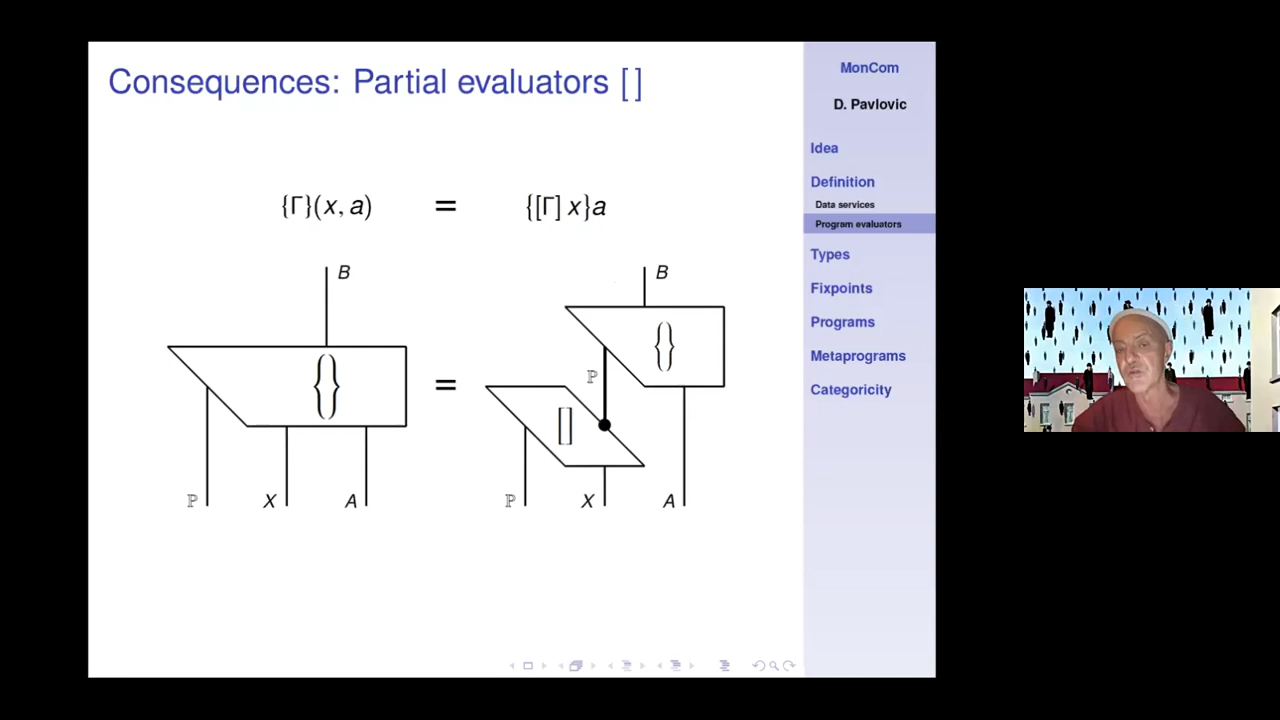 Consequences: Partial evaluators [ ]
{Γ}(x, a) = {[Γ] x}a
B
{}
ℙ X A
=
B
{}
ℙ
[]
ℙ X A
MonCom
D. Pavlovic
Idea
Definition
Data services
Program evaluators
Types
Fixpoints
Programs
Metaprograms
Categoricity